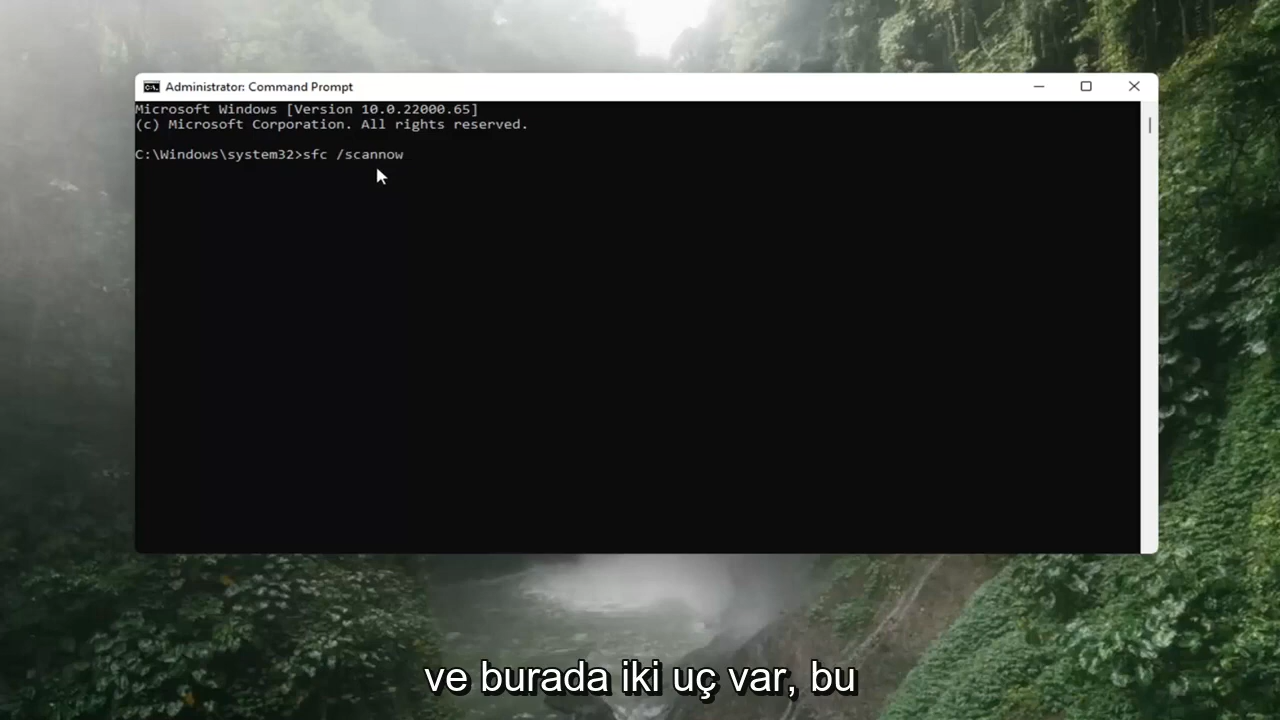 Administrator: Command Prompt
Microsoft Windows [Version 10.0.22000.65]
(c) Microsoft Corporation. All rights reserved.
C:\Windows\system32>sfc /scannow
ve burada iki uç var, bu